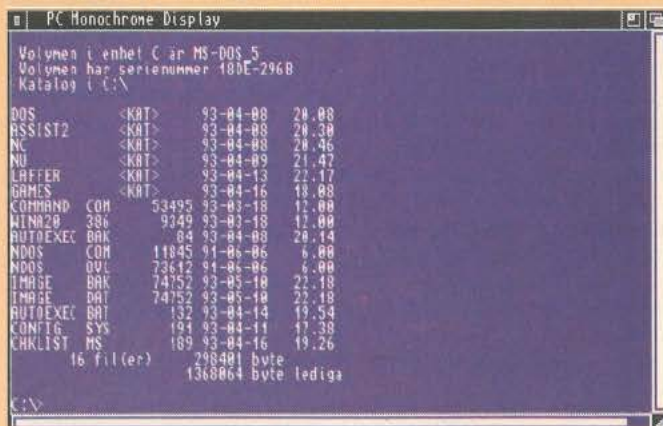 PC Monochrome Display
Volymen i enhet C är MS-DOS_5
Volymen har serienummer 18DE-296B
Katalog i C:\
DOS <KAT> 93-04-08 20.08
ASSIST2 <KAT> 93-04-08 20.30
NC <KAT> 93-04-08 20.46
NU <KAT> 93-04-09 21.47
LAFFER <KAT> 93-04-13 22.17
GAMES <KAT> 93-04-16 18.08
COMMAND COM 53495 93-03-18 12.00
WINA20 386 9349 93-03-18 12.00
AUTOEXEC BAK 84 93-04-08 20.14
NDOS COM 11845 91-06-06 6.00
NDOS OVL 73612 91-06-06 6.00
IMAGE BAK 74752 93-05-10 22.18
IMAGE DAT 74752 93-05-10 22.18
AUTOEXEC BAT 132 93-04-14 19.54
CONFIG SYS 191 93-04-11 17.38
CHKLIST MS 189 93-04-16 19.26
16 fil(er) 298401 byte
1368064 byte lediga
C:\>